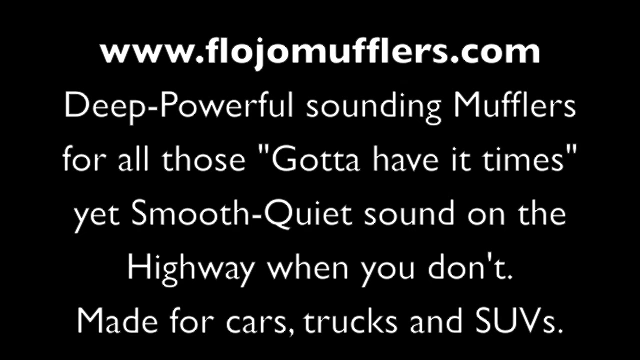 www.flojomufflers.com
Deep-Powerful sounding Mufflers
for all those "Gotta have it times"
yet Smooth-Quiet sound on the
Highway when you don't.
Made for cars, trucks and SUVs.